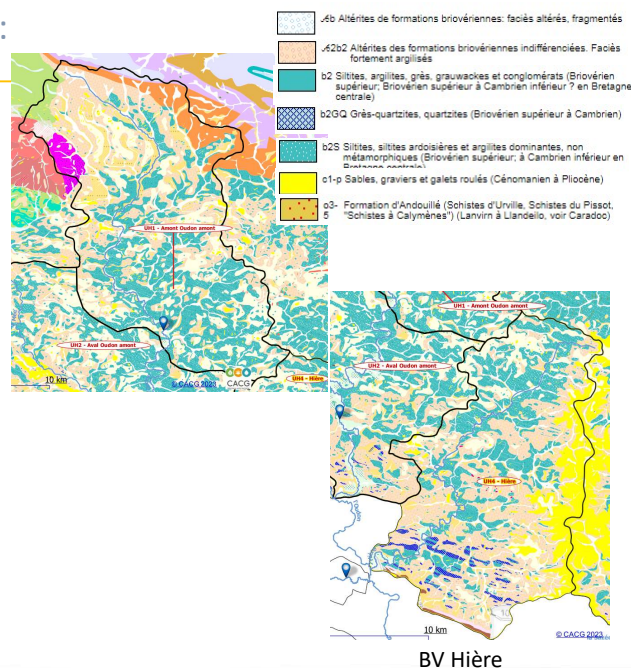 :
𝓊6b Altérites de formations briovériennes: faciès altérés, fragmentés
𝓊62b2 Altérites des formations briovériennes indifférenciées. Faciès
fortement argilisés
b2 Siltites, argilites, grès, grauwackes et conglomérats (Briovérien
supérieur; Briovérien supérieur à Cambrien inférieur ? en Bretagne
centrale)
b2GQ Grès-quartzites, quartzites (Briovérien supérieur à Cambrien)
b2S Siltites, siltites ardoisières et argilites dominantes, non
métamorphiques (Briovérien supérieur; à Cambrien inférieur en
Bretagne centrale)
c1-p Sables, graviers et galets roulés (Cénomanien à Pliocène)
o3- Formation d'Andouillé (Schistes d'Urville, Schistes du Pissot,
5 "Schistes à Calymènes") (Lanvirn à Llandeilo, voir Caradoc)
UH1 - Amont Oudon amont
UH2 - Aval Oudon amont
UH4 - Hière
10 km
© CACG 2023
CACG
UH1 - Amont Oudon amont
UH2 - Aval Oudon amont
UH4 - Hière
Oudon
10 km
© CACG 2023
BV Hière